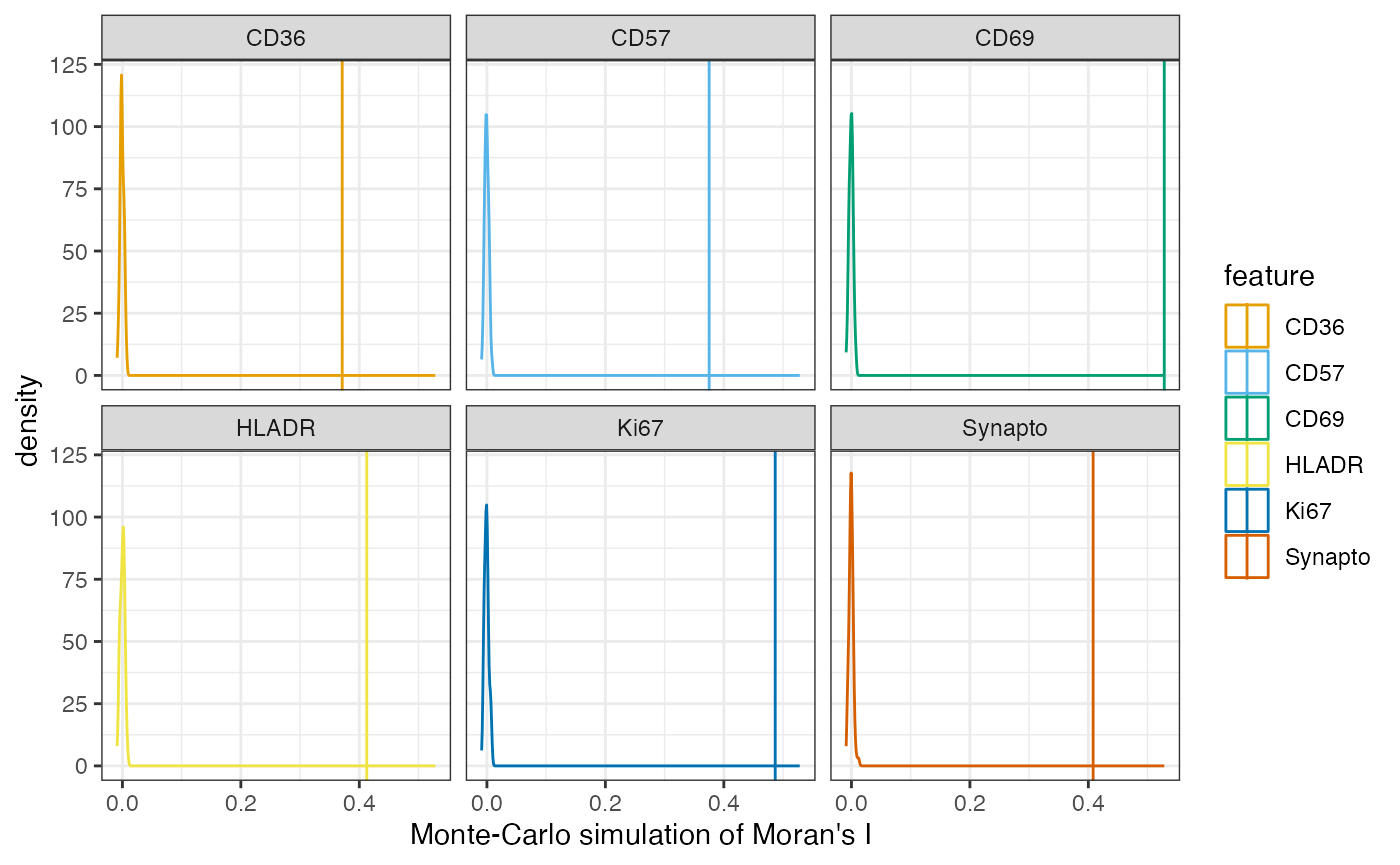 CD36 CD57 CD69
125
100
75
50
25
0
HLADR Ki67 Synapto
125
100
75
50
25
0
0.0 0.2 0.4 0.0 0.2 0.4 0.0 0.2 0.4
Monte-Carlo simulation of Moran's I
density
feature
CD36
CD57
CD69
HLADR
Ki67
Synapto